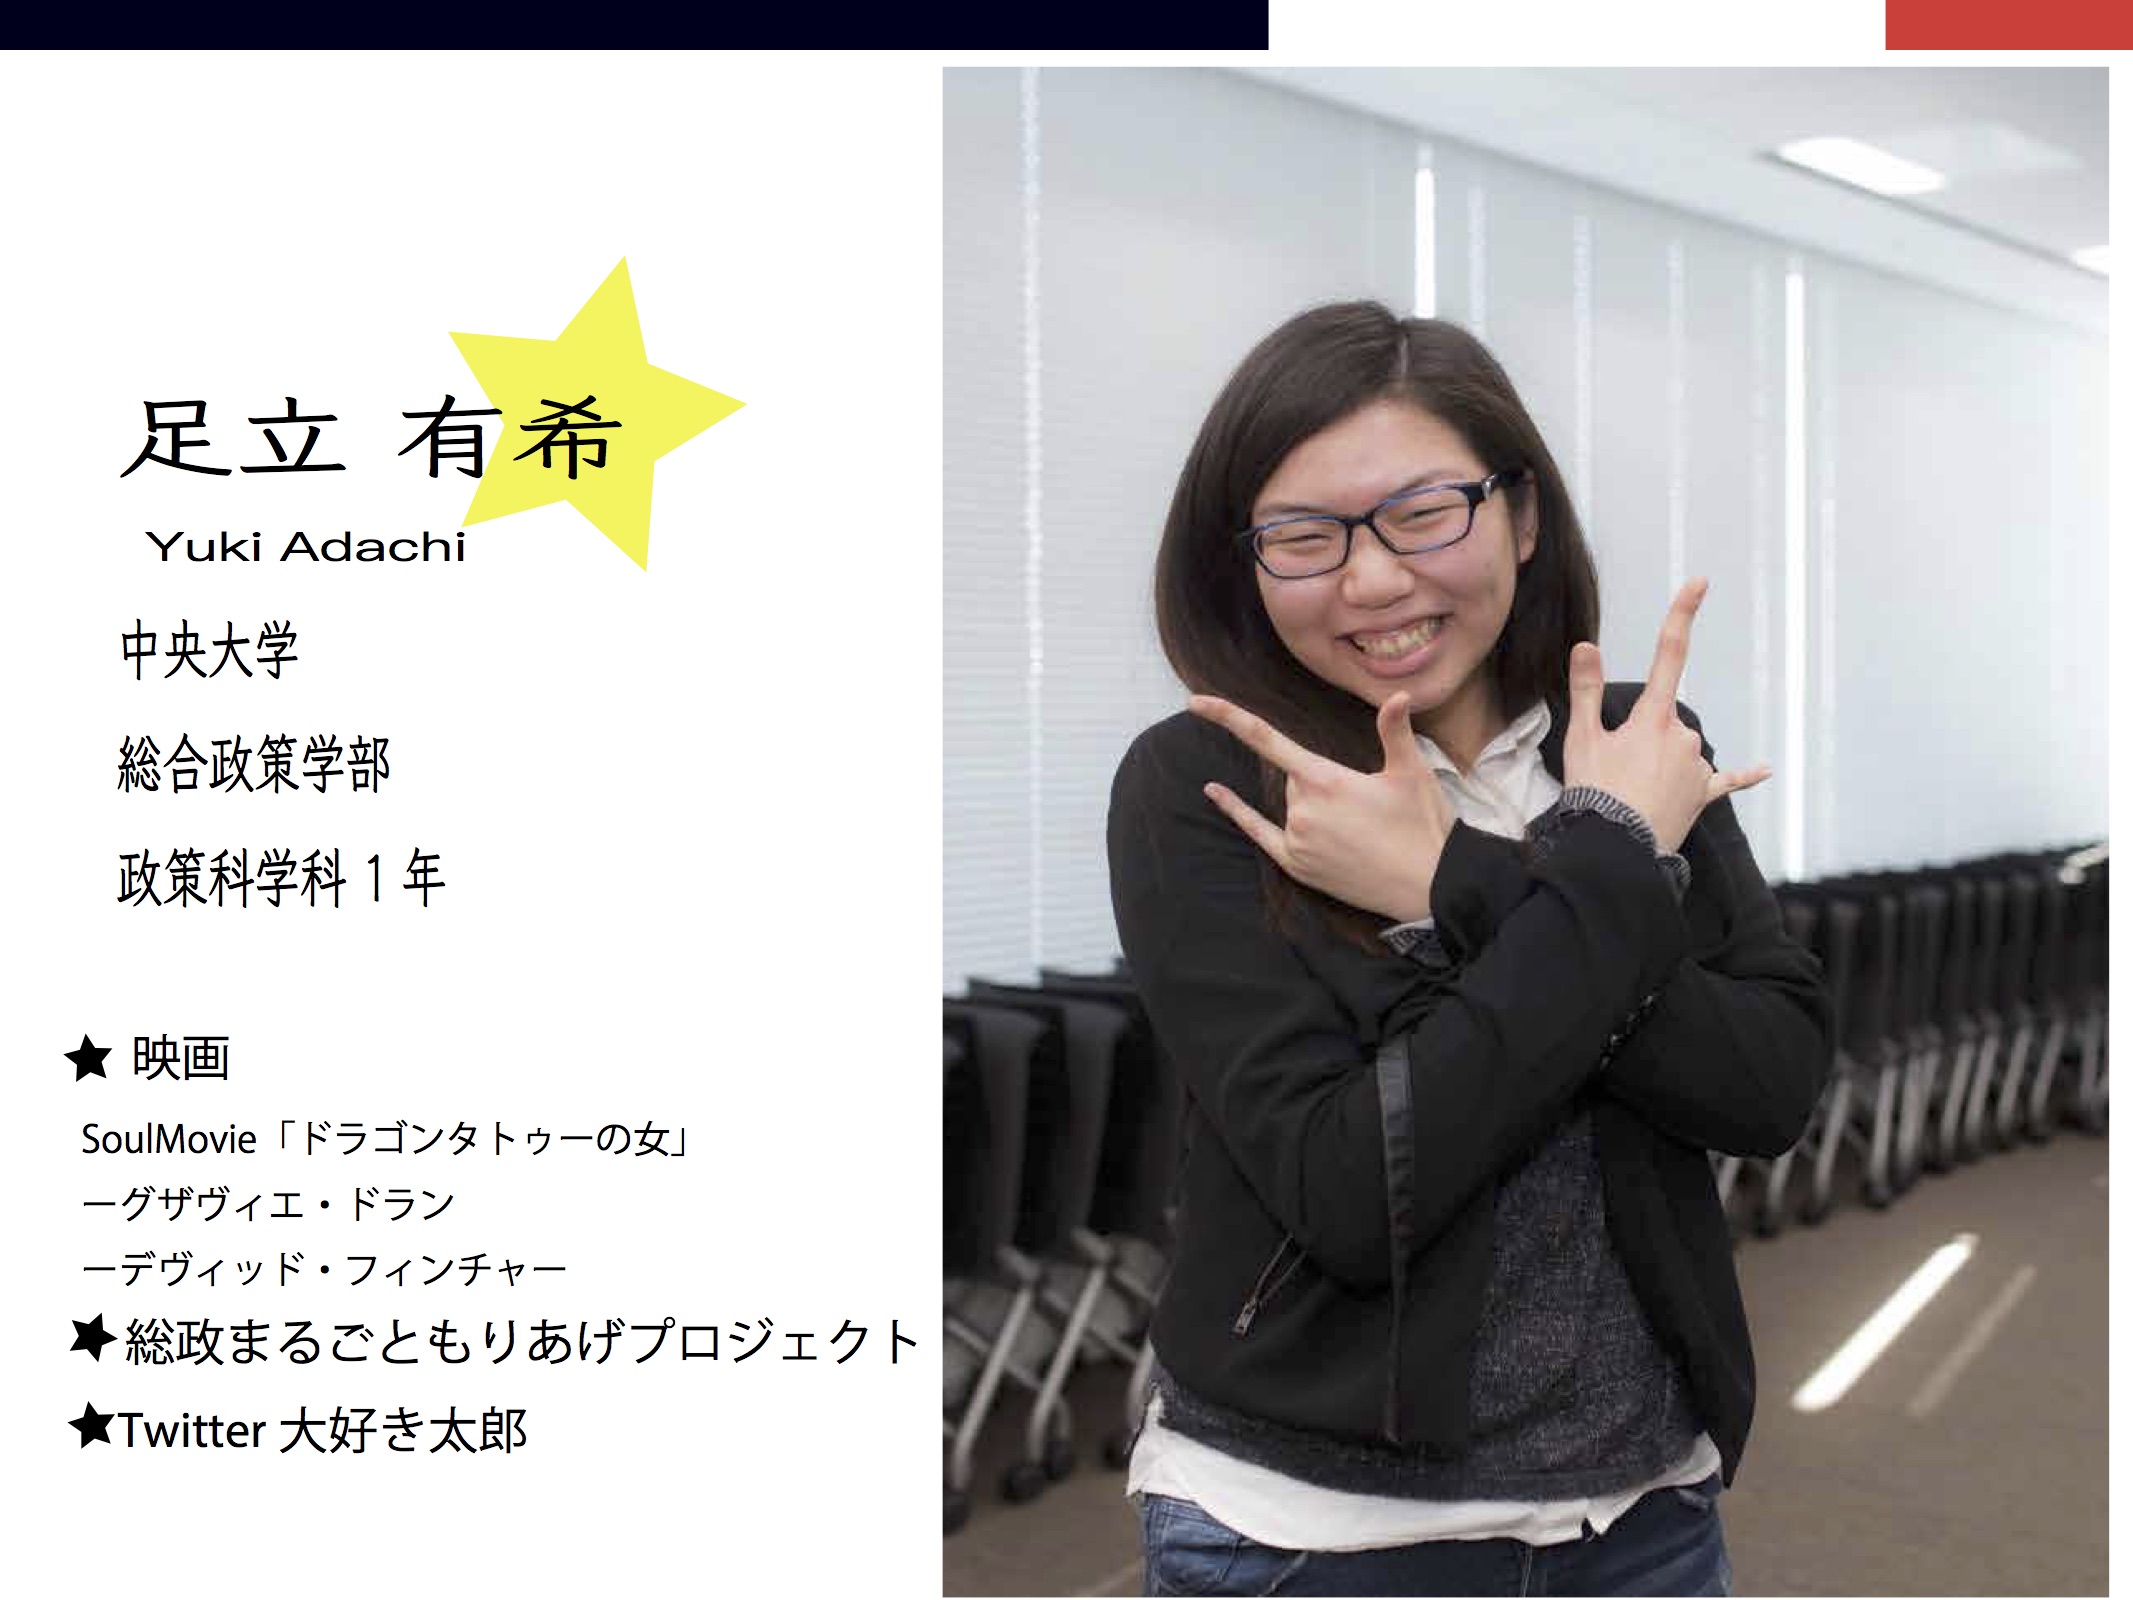 足立 有希
Yuki Adachi
中央大学
総合政策学部
政策科学科 1 年
★ 映画
SoulMovie「ドラゴンタトゥーの女」
ーグザヴィエ・ドラン
ーデヴィッド・フィンチャー
★総政まるごともりあげプロジェクト
★Twitter 大好き太郎